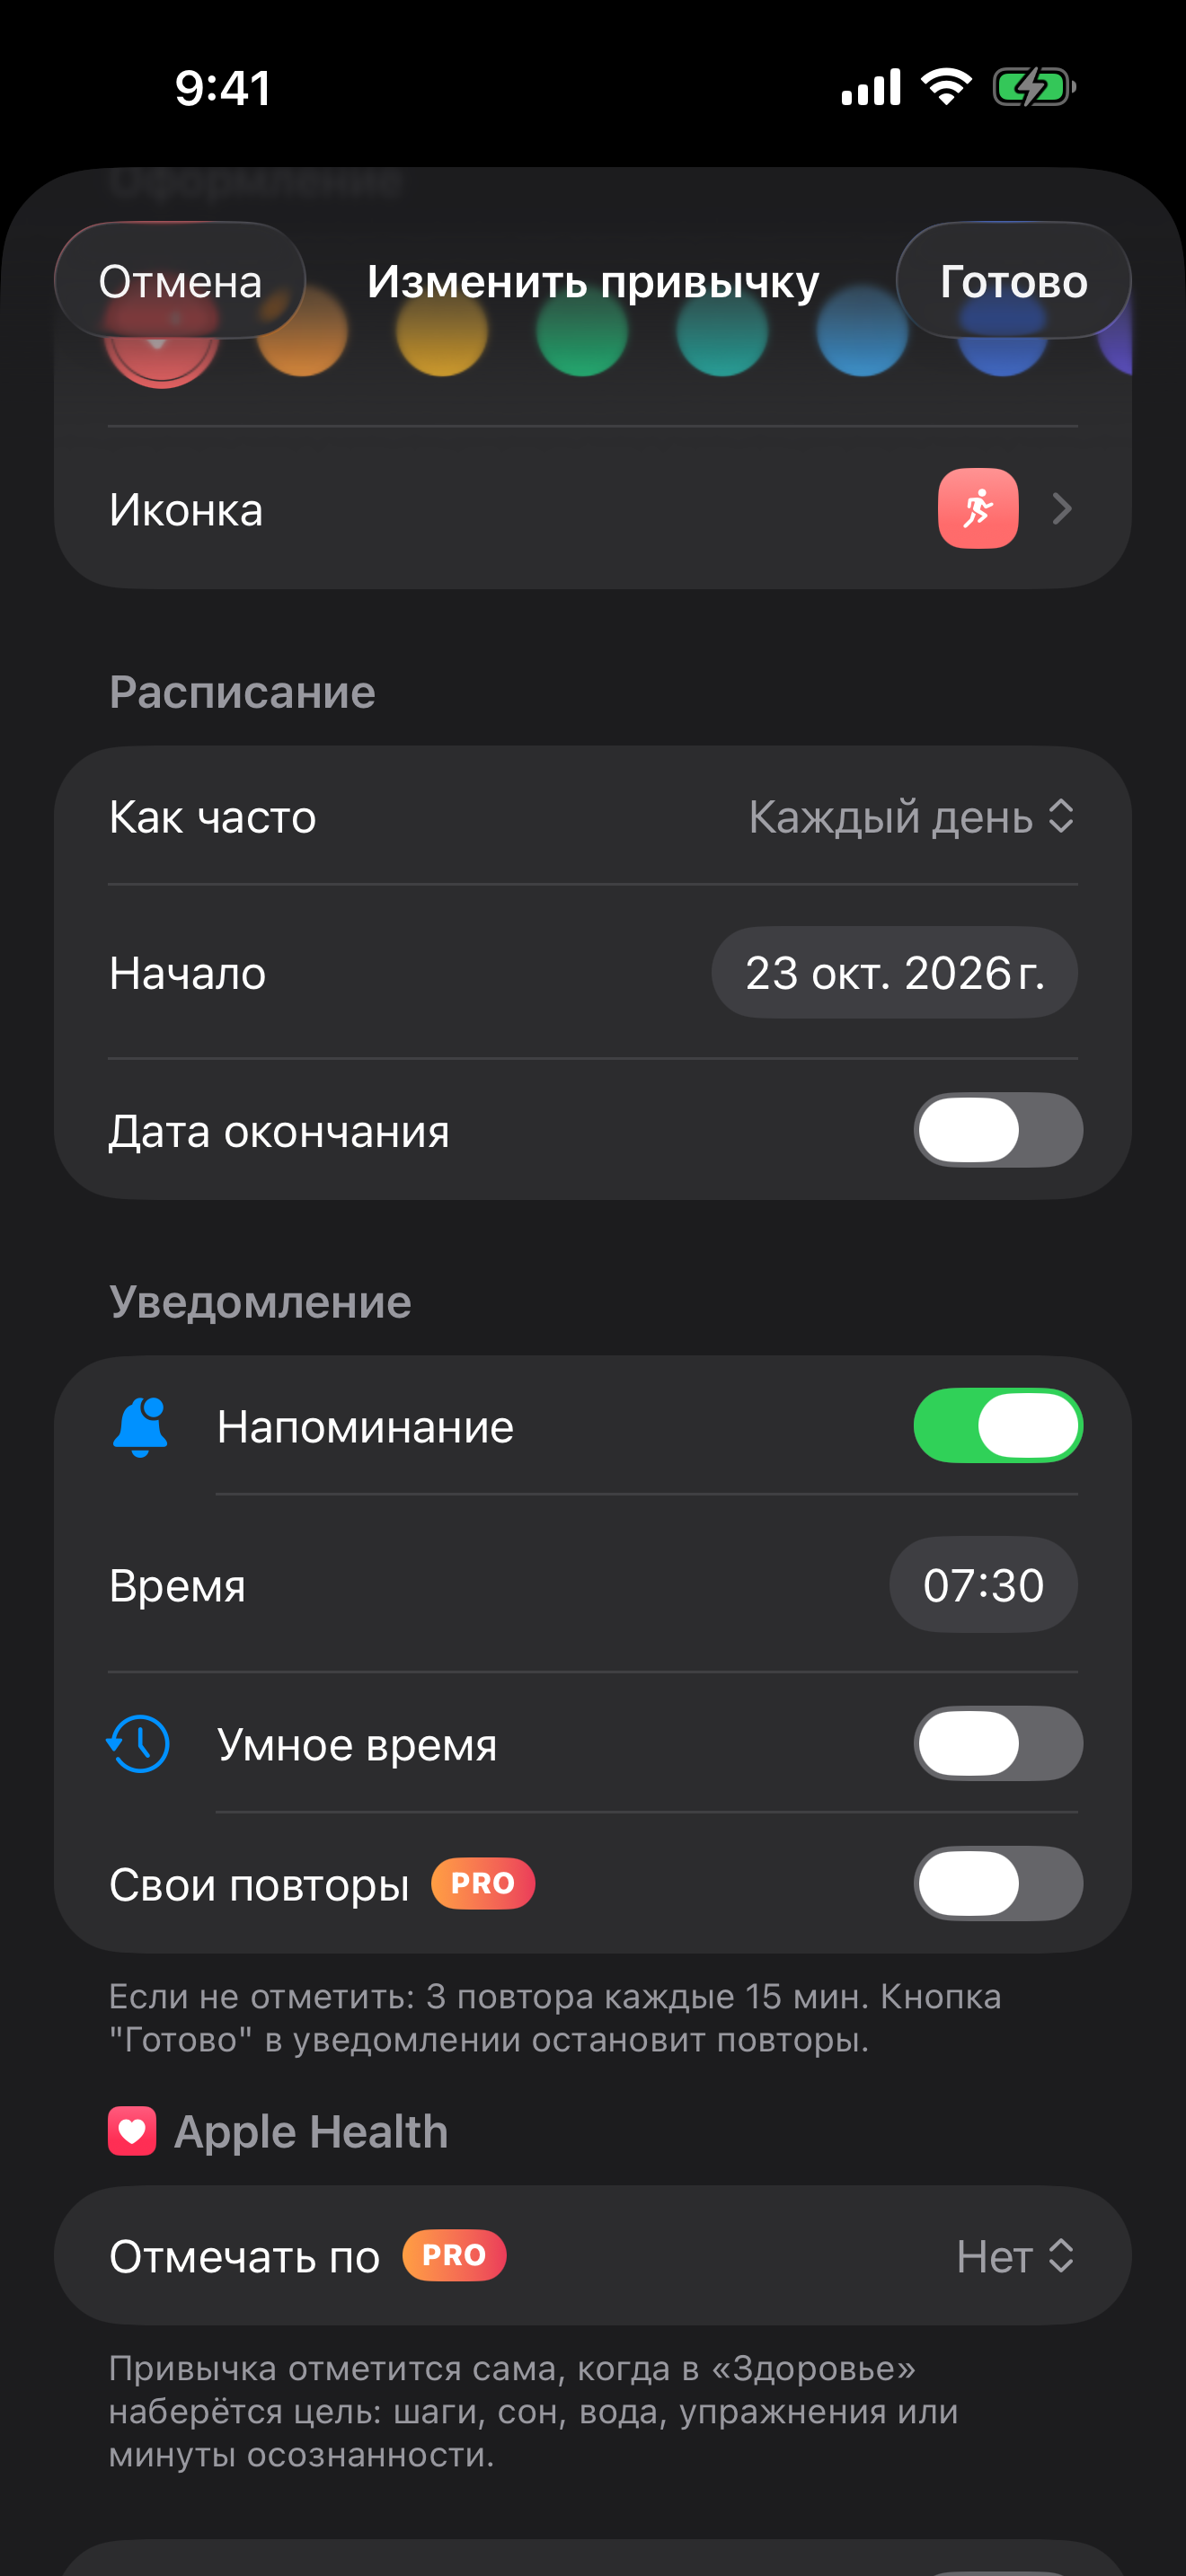 9:41
Оформление
Отмена
Изменить привычку
Готово
Иконка
Расписание
Как часто
Каждый день
Начало
23 окт. 2026 г.
Дата окончания
Уведомление
Напоминание
Время
07:30
Умное время
Свои повторы PRO
Если не отметить: 3 повтора каждые 15 мин. Кнопка
"Готово" в уведомлении остановит повторы.
Apple Health
Отмечать по PRO
Нет
Привычка отметится сама, когда в «Здоровье»
наберётся цель: шаги, сон, вода, упражнения или
минуты осознанности.